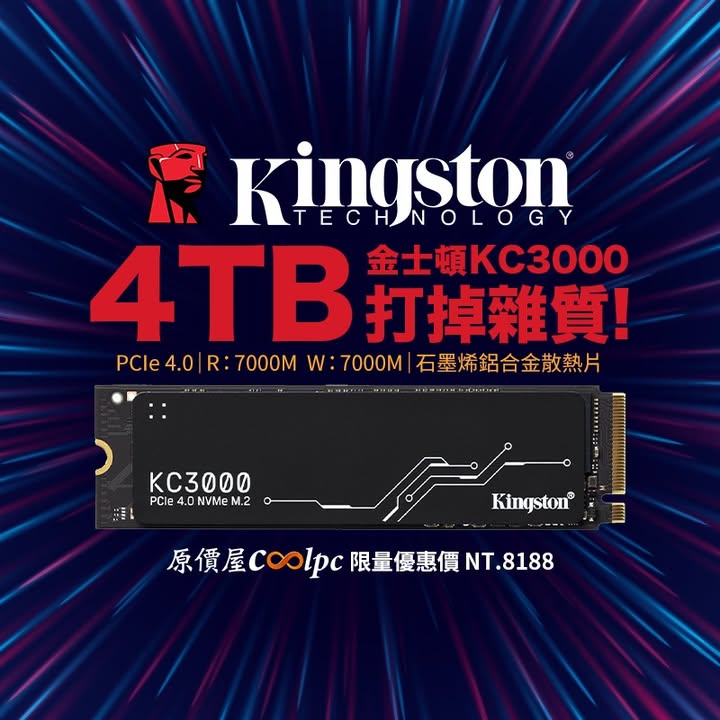 Kingston®
TECHNOLOGY
4TB
金士頓KC3000
打掉雜質!
PCIe 4.0|R:7000M W:7000M|石墨烯鋁合金散熱片
KC3000
PCIe 4.0 NVMe M.2
Kingston®
原價屋Coolpc 限量優惠價 NT.8188